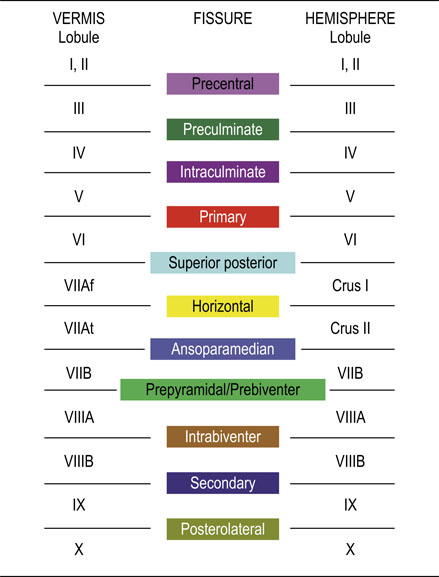 VERMIS FISSURE HEMISPHERE
Lobule Lobule
I, II I, II
Precentral
III III
Preculminate
IV IV
Intraculminate
V V
Primary
VI VI
Superior posterior
VIIAf Crus I
Horizontal
VIIAt Crus II
Ansoparamedian
VIIB VIIB
Prepyramidal/Prebiventer
VIIIA VIIIA
Intrabiventer
VIIIB VIIIB
Secondary
IX IX
Posterolateral
X X